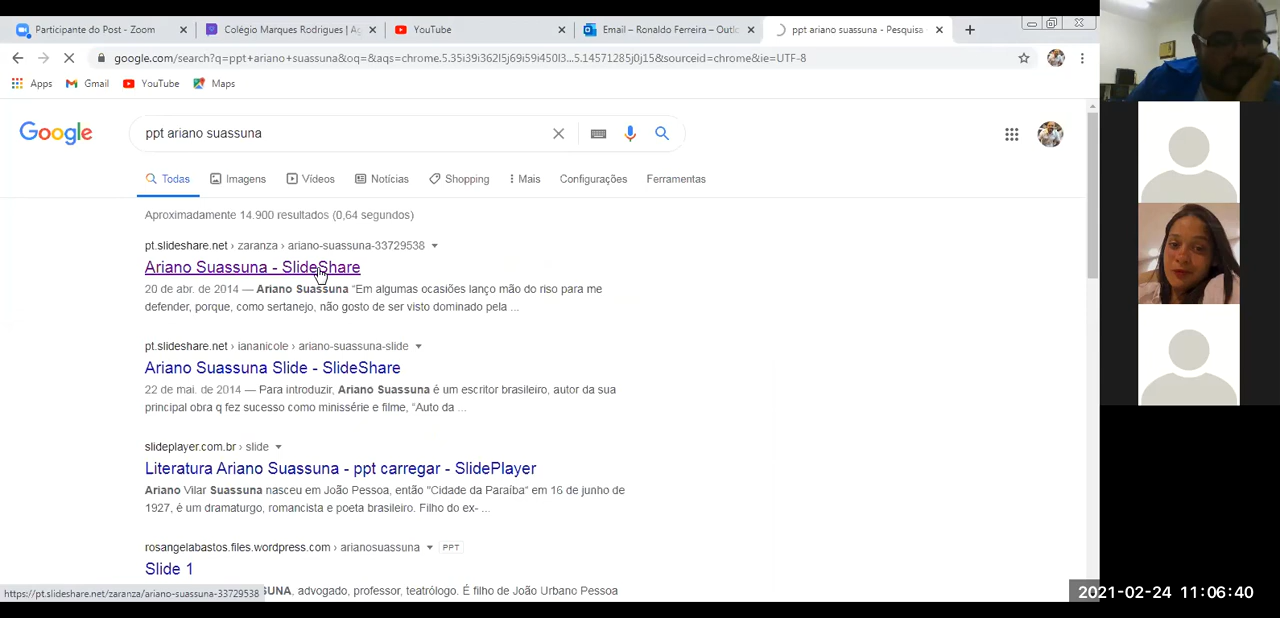 Participante do Post - Zoom
Colégio Marques Rodrigues | Ag
YouTube
Email – Ronaldo Ferreira – Outlo
ppt ariano suassuna - Pesquisa
google.com/search?q=ppt+ariano+suassuna&oq=&aqs=chrome.5.35i39i362l5j69i59i450l3...5.14571285j0j15&sourceid=chrome&ie=UTF-8
Apps
Gmail
YouTube
Maps
Google
ppt ariano suassuna
Todas
Imagens
Vídeos
Notícias
Shopping
Mais
Configurações
Ferramentas
Aproximadamente 14.900 resultados (0,64 segundos)
pt.slideshare.net › zaranza › ariano-suassuna-33729538
Ariano Suassuna - SlideShare
20 de abr. de 2014 — Ariano Suassuna “Em algumas ocasiões lanço mão do riso para me
defender, porque, como sertanejo, não gosto de ser visto dominado pela ...
pt.slideshare.net › iananicole › ariano-suassuna-slide
Ariano Suassuna Slide - SlideShare
22 de mai. de 2014 — Para introduzir, Ariano Suassuna é um escritor brasileiro, autor da sua
principal obra q fez sucesso como minissérie e filme, “Auto da ...
slideplayer.com.br › slide
Literatura Ariano Suassuna - ppt carregar - SlidePlayer
Ariano Vilar Suassuna nasceu em João Pessoa, então "Cidade da Paraíba" em 16 de junho de
1927, é um dramaturgo, romancista e poeta brasileiro. Filho do ex- ...
rosangelabastos.files.wordpress.com › arianosuassuna
PPT
Slide 1
SUNA, advogado, professor, teatrólogo. É filho de João Urbano Pessoa
https://pt.slideshare.net/zaranza/ariano-suassuna-33729538
2021-02-24 11:06:40